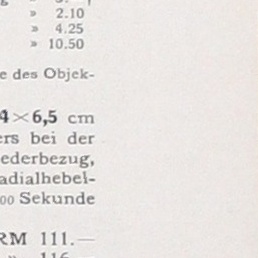 » 2.10
» 4.25
» 10.50
des Objek-
4×6,5 cm
bei der
ederbezug,
adialhebel-
00 Sekunde
RM 111.—